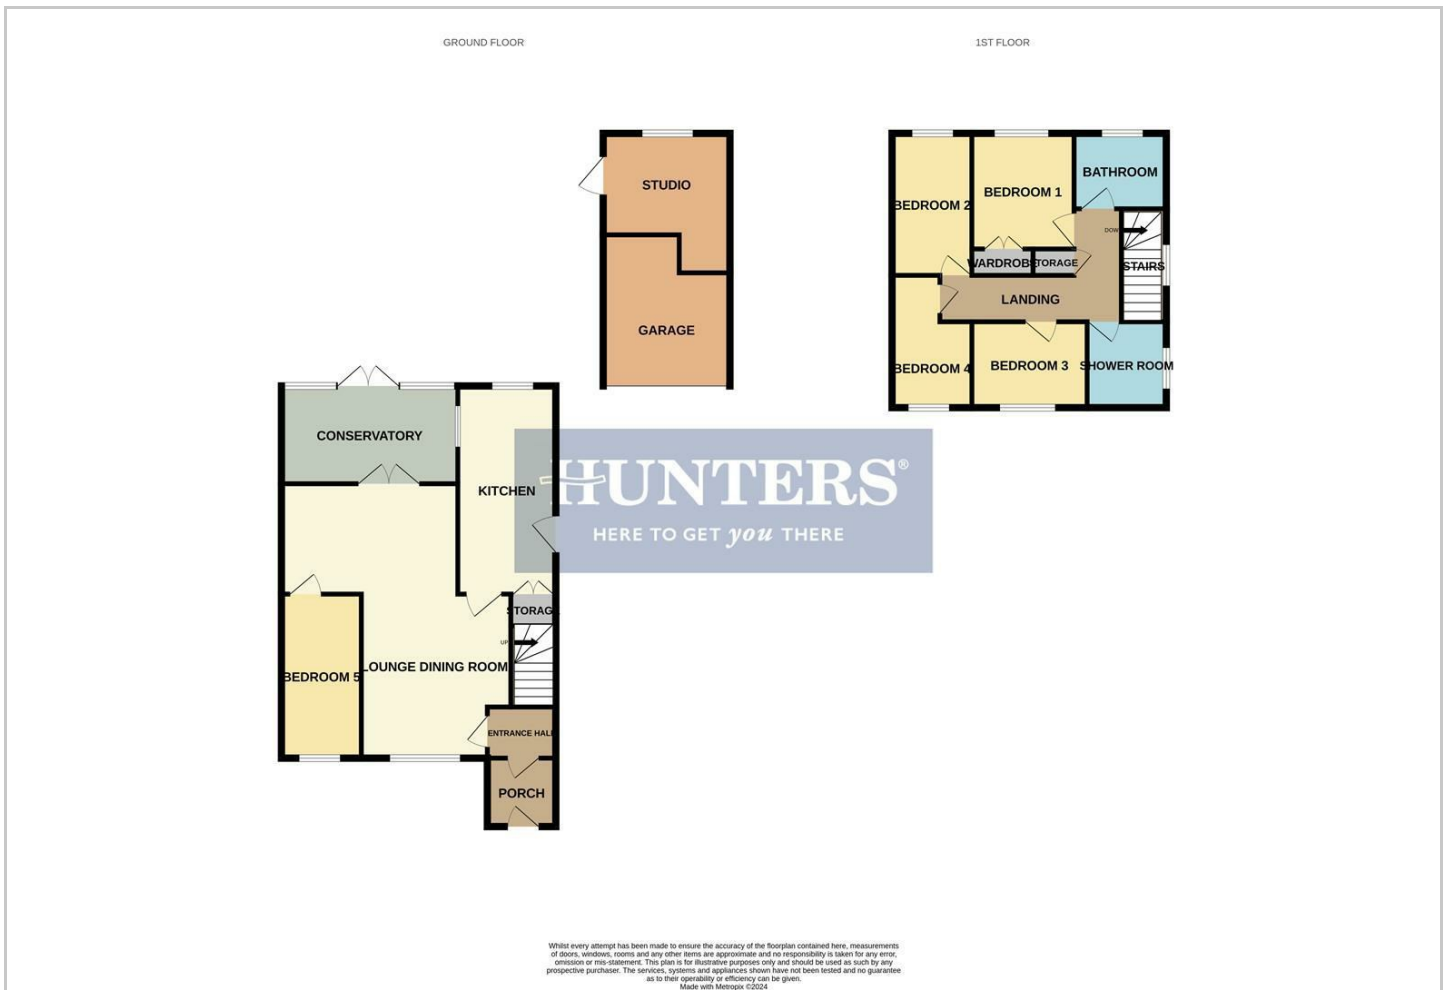 GROUND FLOOR
1ST FLOOR
STUDIO
GARAGE
CONSERVATORY
KITCHEN
STORAG
UP
LOUNGE DINING ROOM
BEDROOM 5
ENTRANCE HALL
PORCH
BEDROOM 2
BEDROOM 1
BATHROOM
DOW
WARDROBE
STORAGE
STAIRS
LANDING
BEDROOM 4
BEDROOM 3
SHOWER ROOM
HUNTERS®
HERE TO GET you THERE
Whilst every attempt has been made to ensure the accuracy of the floorplan contained here, measurements
of doors, windows, rooms and any other items are approximate and no responsibility is taken for any error,
omission or mis-statement. This plan is for illustrative purposes only and should be used as such by any
prospective purchaser. The services, systems and appliances shown have not been tested and no guarantee
as to their operability or efficiency can be given.
Made with Metropix ©2024